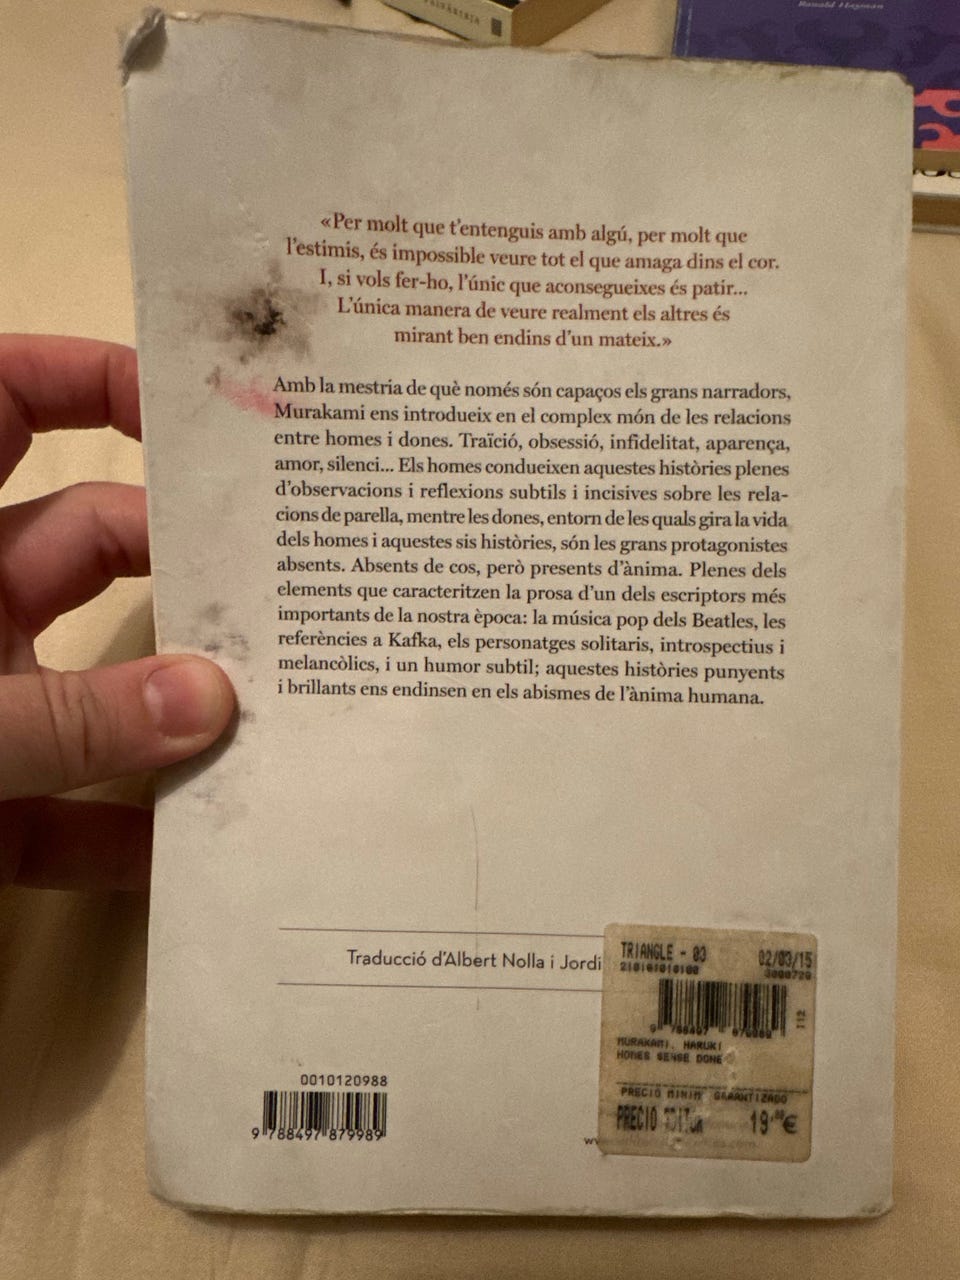 Ronald Hayman
«Per molt que t'entenguis amb algú, per molt que
l'estimis, és impossible veure tot el que amaga dins el cor.
I, si vols fer-ho, l'únic que aconsegueixes és patir...
L'única manera de veure realment els altres és
mirant ben endins d'un mateix.»
Amb la mestria de què només són capaços els grans narradors,
Murakami ens introdueix en el complex món de les relacions
entre homes i dones. Traïció, obsessió, infidelitat, aparença,
amor, silenci... Els homes condueixen aquestes històries plenes
d'observacions i reflexions subtils i incisives sobre les rela-
cions de parella, mentre les dones, entorn de les quals gira la vida
dels homes i aquestes sis històries, són les grans protagonistes
absents. Absents de cos, però presents d'ànima. Plenes dels
elements que caracteritzen la prosa d'un dels escriptors més
importants de la nostra època: la música pop dels Beatles, les
referències a Kafka, els personatges solitaris, introspectius i
melancòlics, i un humor subtil; aquestes històries punyents
i brillants ens endinsen en els abismes de l'ànima humana.
Traducció d'Albert Nolla i Jordi
TRIANGLE - 03 02/03/15
MURAKAMI, HARUKI
HOMES SENSE DONE
PRECIO MINIM GARANTIZADO
PRECIO 19 €
0010120988
9 788497 879989